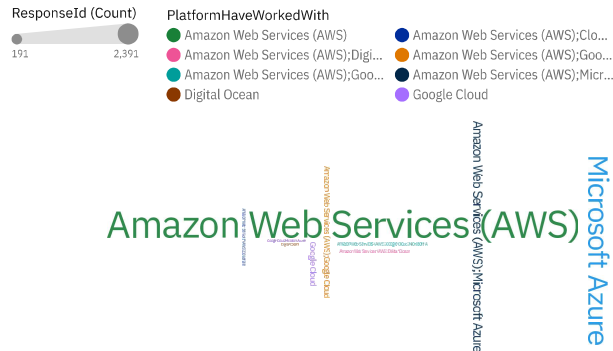 ResponseId (Count)
191
2,391
PlatformHaveWorkedWith
Amazon Web Services (AWS)
Amazon Web Services (AWS);Clo...
Amazon Web Services (AWS);Digi...
Amazon Web Services (AWS);Goo...
Amazon Web Services (AWS);Goo...
Amazon Web Services (AWS);Micr...
Digital Ocean
Google Cloud
Amazon Web Services (AWS)
Amazon Web Services (AWS);Google Cloud
Google Cloud
Amazon Web Services (AWS);Microsoft Azure
Microsoft Azure